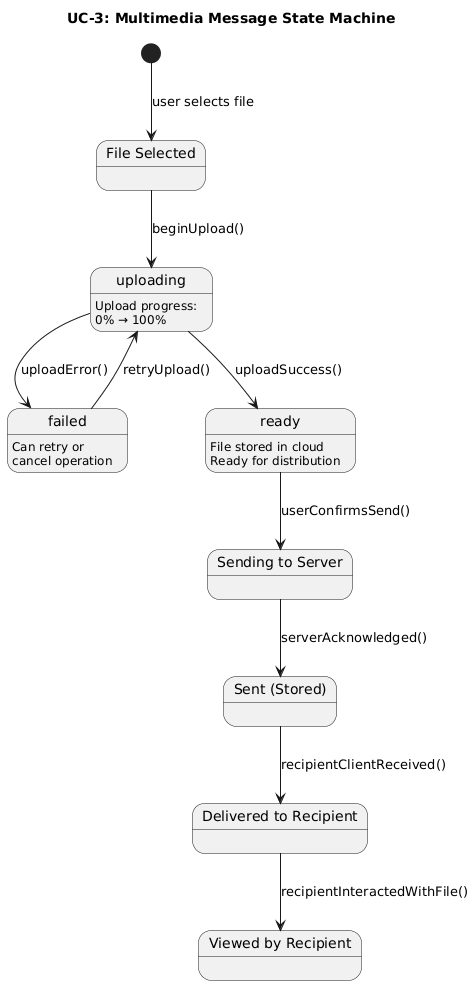 UC-3: Multimedia Message State Machine
user selects file
File Selected
beginUpload()
uploading
Upload progress:
0% → 100%
uploadError()
retryUpload()
uploadSuccess()
failed
Can retry or
cancel operation
ready
File stored in cloud
Ready for distribution
userConfirmsSend()
Sending to Server
serverAcknowledged()
Sent (Stored)
recipientClientReceived()
Delivered to Recipient
recipientInteractedWithFile()
Viewed by Recipient